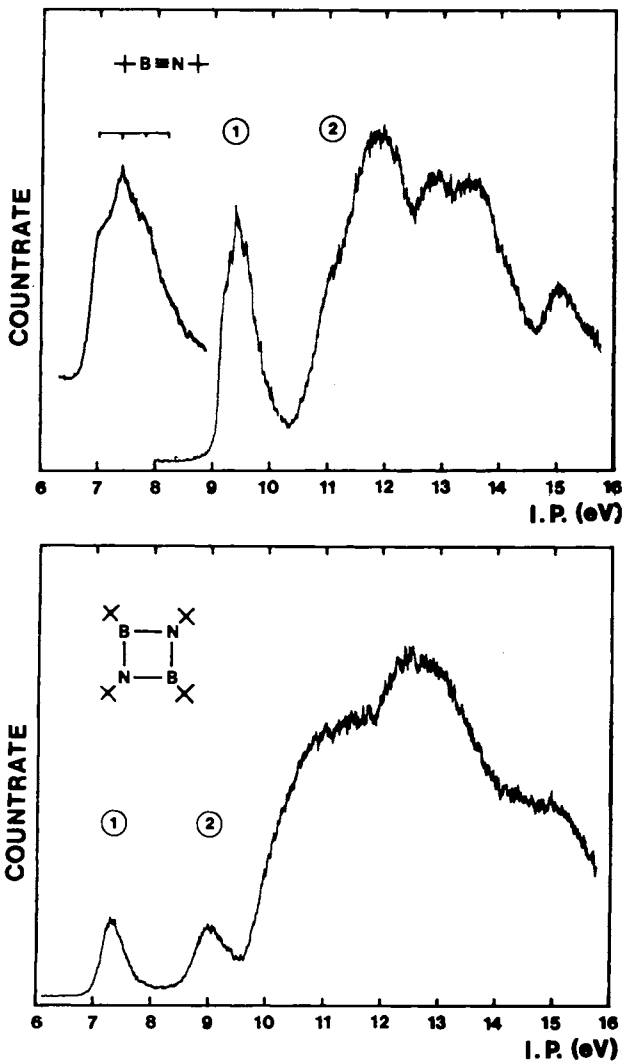 B≡N
①
②
COUNTRATE
6 7 8 9 10 11 12 13 14 15 16
I.P. (eV)
B N
N B
①
②
COUNTRATE
6 7 8 9 10 11 12 13 14 15 16
I.P. (eV)